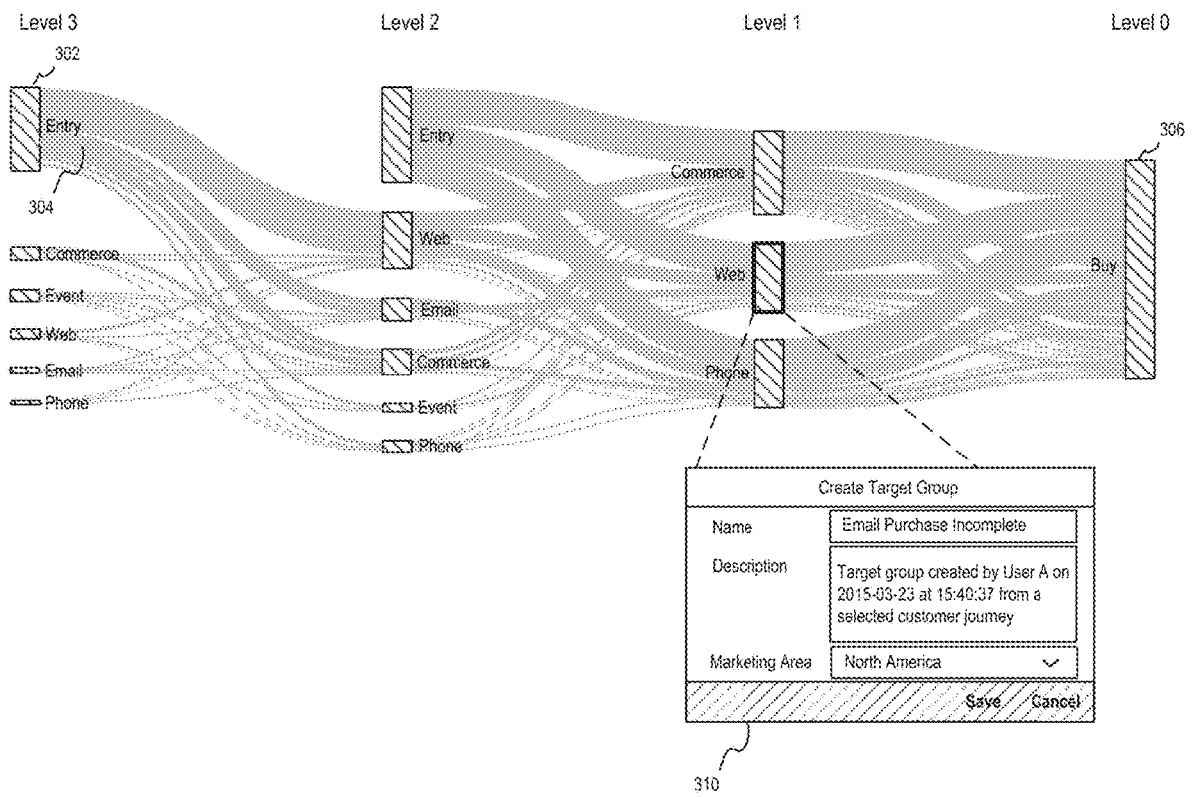 Level 3
Level 2
Level 1
Level 0
302
Entry
304
Commerce
Event
Web
Email
Phone
Entry
Web
Email
Commerce
Event
Phone
Commerce
Web
Phone
306
Buy
Create Target Group
Name
Email Purchase Incomplete
Description
Target group created by User A on
2015-03-23 at 15:40:37 from a
selected customer journey
Marketing Area
North America
Save
Cancel
310